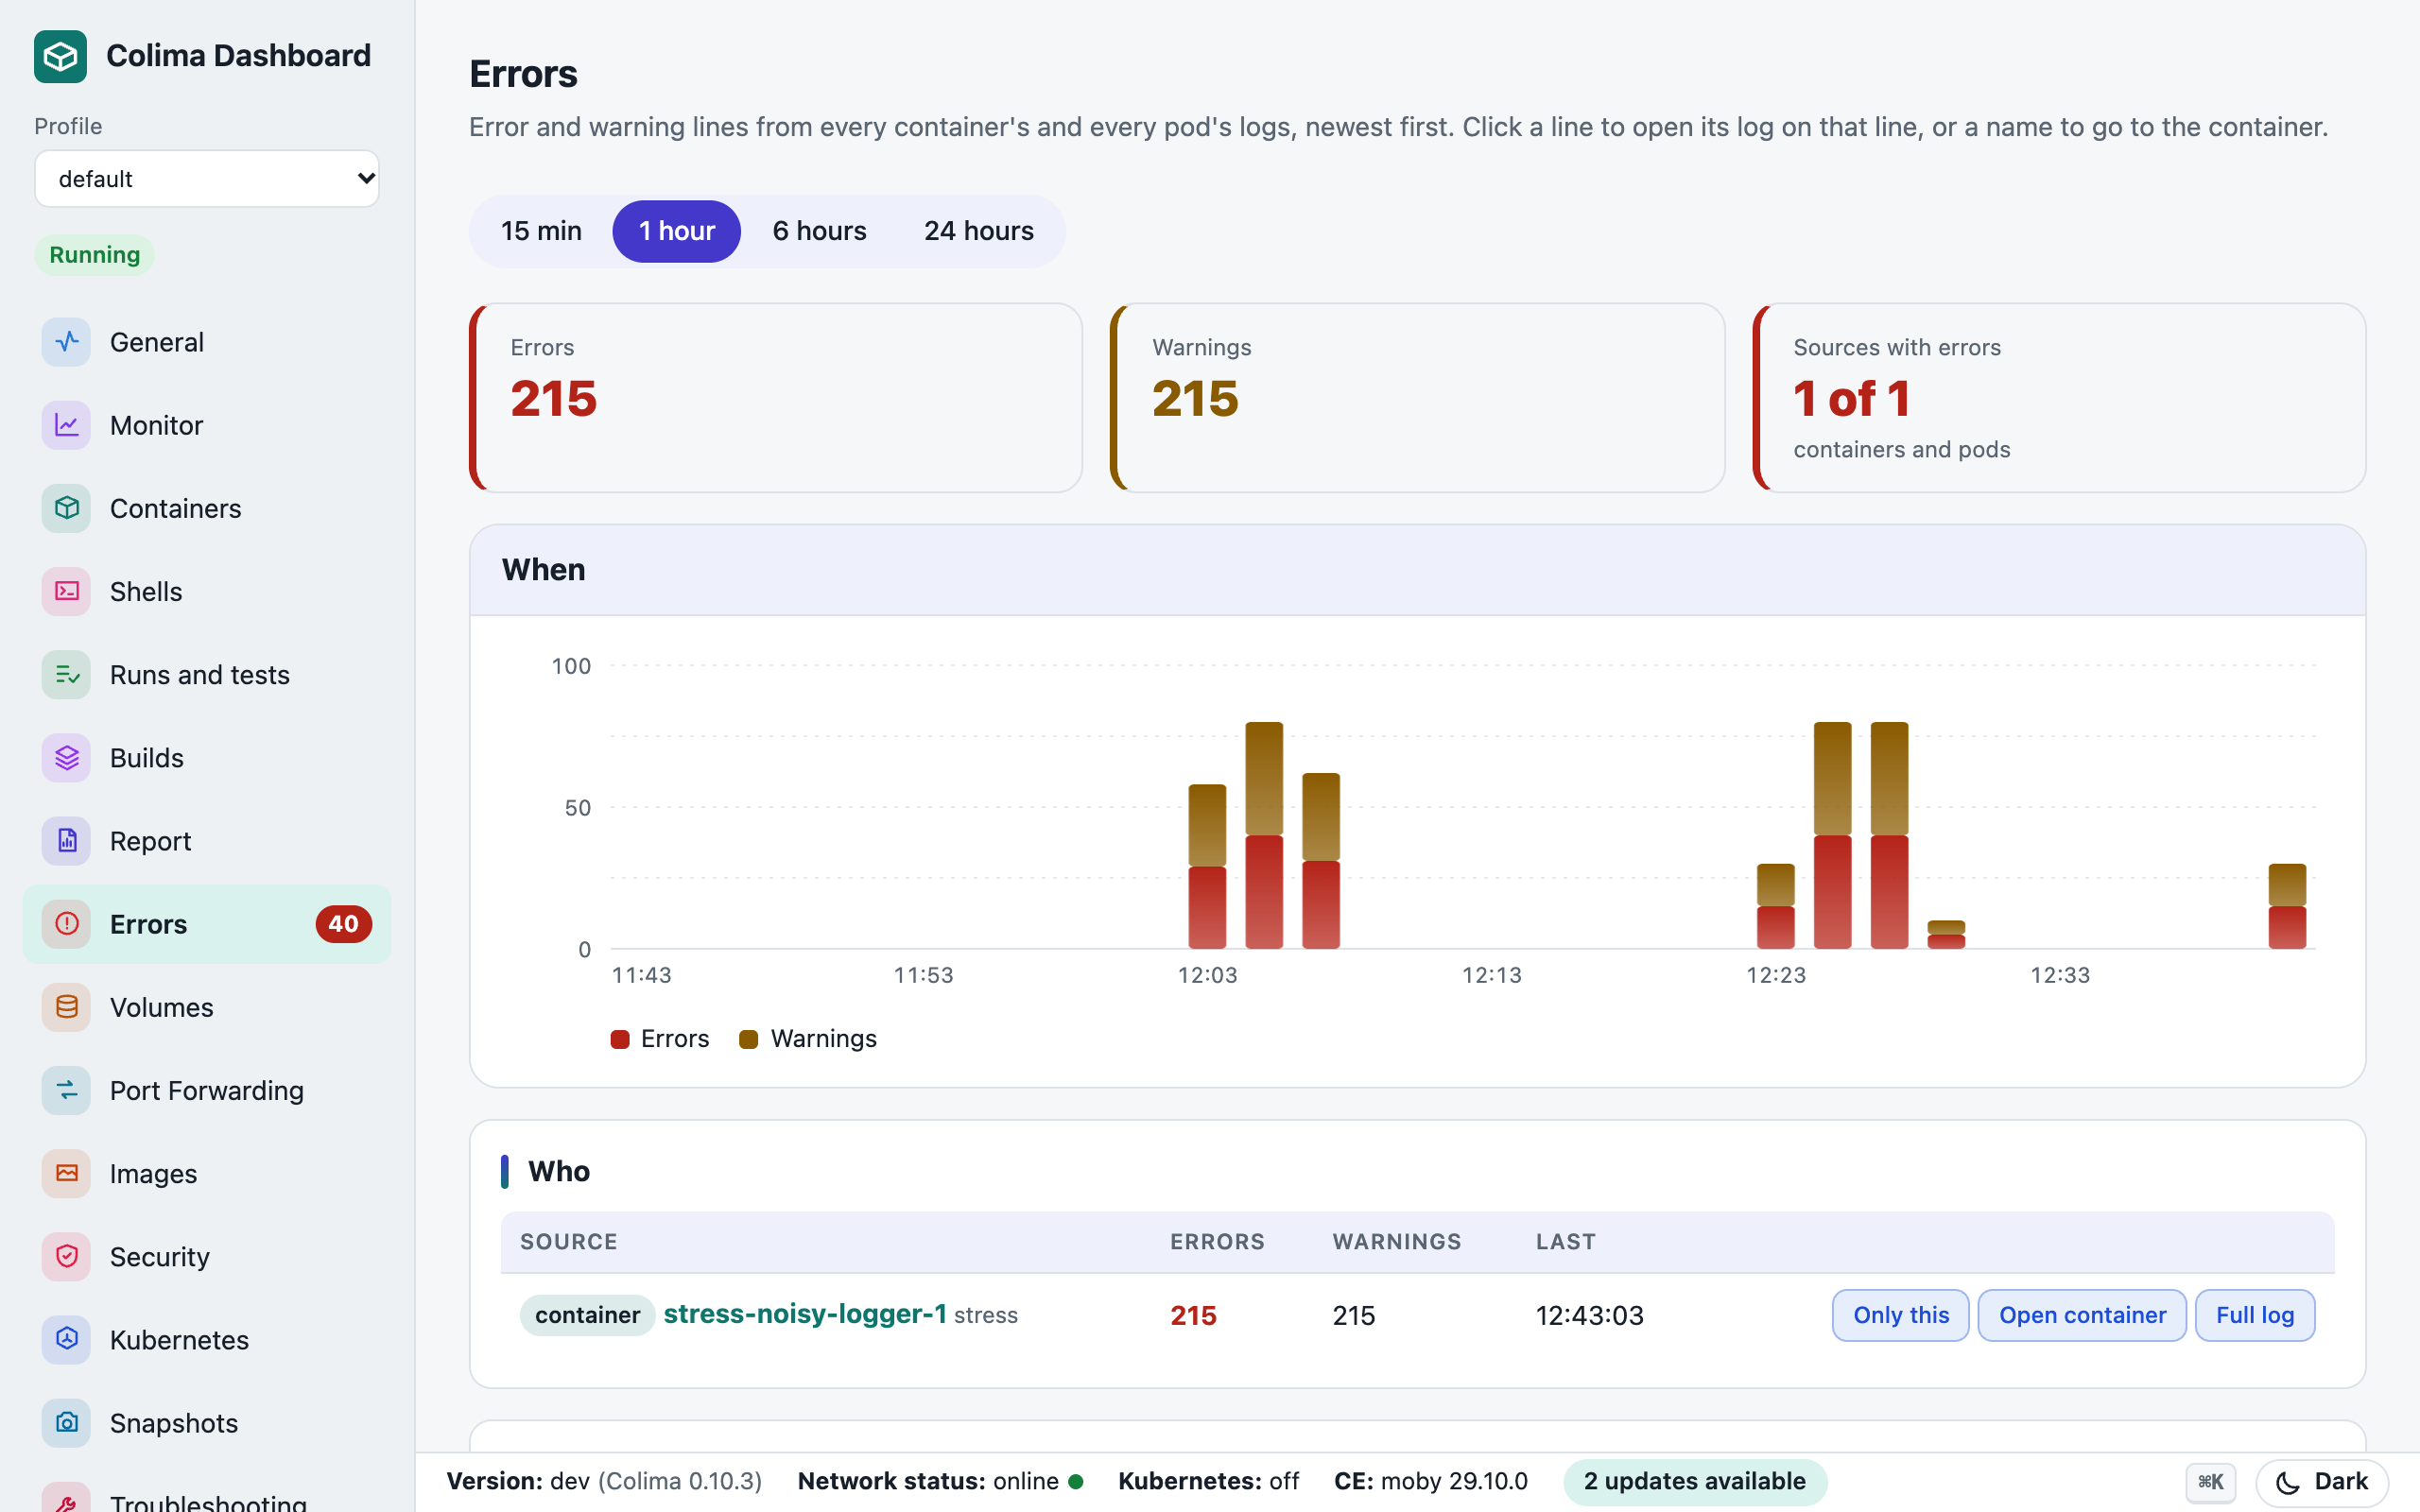 Colima Dashboard
Profile
default
Running
General
Monitor
Containers
Shells
Runs and tests
Builds
Report
Errors 40
Volumes
Port Forwarding
Images
Security
Kubernetes
Snapshots
Troubleshooting
Errors
Error and warning lines from every container's and every pod's logs, newest first. Click a line to open its log on that line, or a name to go to the container.
15 min 1 hour 6 hours 24 hours
Errors
215
Warnings
215
Sources with errors
1 of 1
containers and pods
When
100
50
0
11:43 11:53 12:03 12:13 12:23 12:33
Errors Warnings
Who
SOURCE ERRORS WARNINGS LAST
container stress-noisy-logger-1 stress 215 215 12:43:03 Only this Open container Full log
Version: dev (Colima 0.10.3) Network status: online Kubernetes: off CE: moby 29.10.0 2 updates available ⌘K Dark